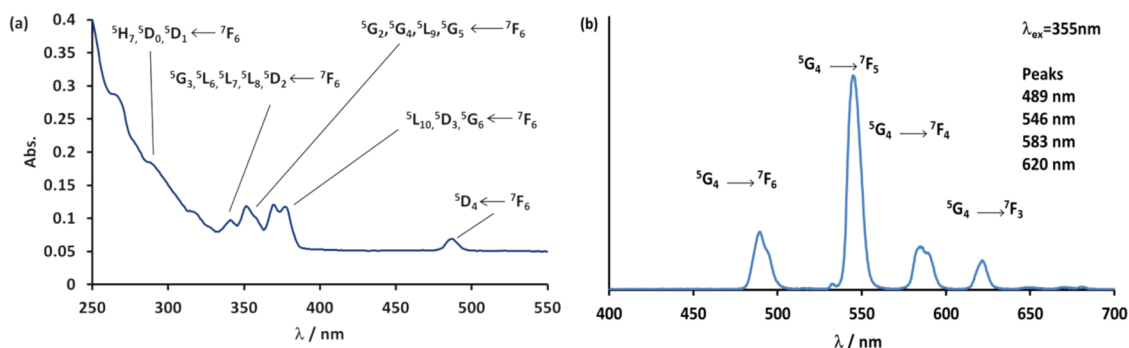 (a)
0.4
0.35
0.3
0.25
0.2
0.15
0.1
0.05
0
Abs.
250 300 350 400 450 500 550
λ / nm
⁵H₇,⁵D₀,⁵D₁ ⟵ ⁷F₆
⁵G₃,⁵L₆,⁵L₇,⁵L₈,⁵D₂ ⟵ ⁷F₆
⁵G₂,⁵G₄,⁵L₉,⁵G₅ ⟵ ⁷F₆
⁵L₁₀,⁵D₃,⁵G₆ ⟵ ⁷F₆
⁵D₄ ⟵ ⁷F₆
(b)
λₑₓ=355nm
Peaks
489 nm
546 nm
583 nm
620 nm
⁵G₄ ⟶ ⁷F₅
⁵G₄ ⟶ ⁷F₄
⁵G₄ ⟶ ⁷F₆
⁵G₄ ⟶ ⁷F₃
400 450 500 550 600 650 700
λ / nm